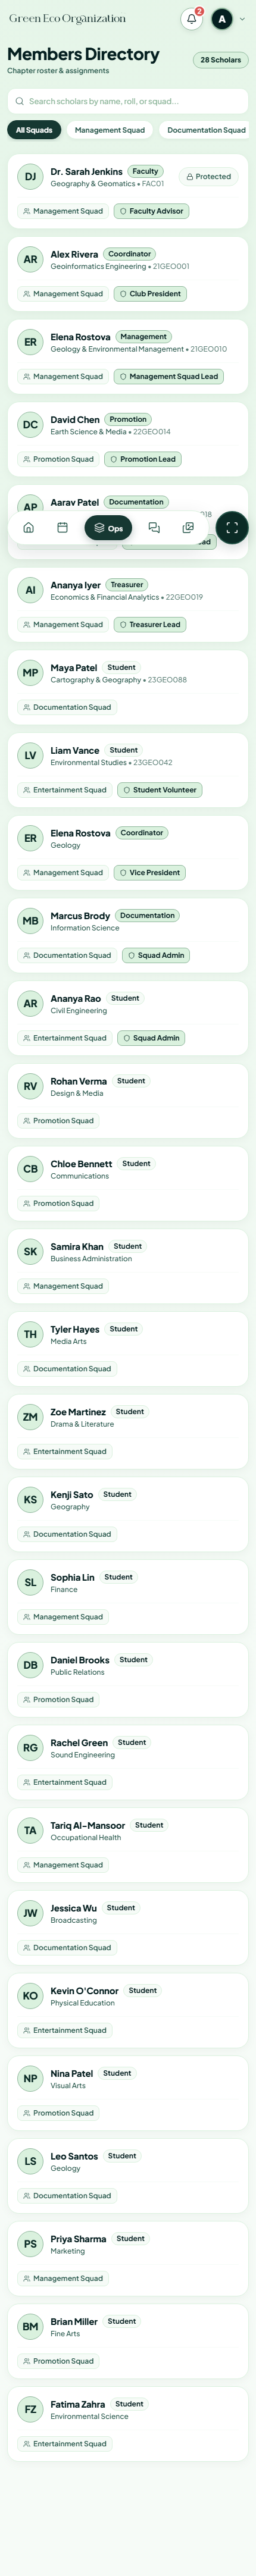 Green Eco Organization
2
A
Members Directory
Chapter roster & assignments
28 Scholars
Search scholars by name, roll, or squad...
All Squads
Management Squad
Documentation Squad
DJ
Dr. Sarah Jenkins
Faculty
Geography & Geomatics • FAC01
Protected
Management Squad
Faculty Advisor
AR
Alex Rivera
Coordinator
Geoinformatics Engineering • 21GEO001
Management Squad
Club President
ER
Elena Rostova
Management
Geology & Environmental Management • 21GEO010
Management Squad
Management Squad Lead
DC
David Chen
Promotion
Earth Science & Media • 22GEO014
Promotion Squad
Promotion Lead
AP
Aarav Patel
Documentation
Ops
AI
Ananya Iyer
Treasurer
Economics & Financial Analytics • 22GEO019
Management Squad
Treasurer Lead
MP
Maya Patel
Student
Cartography & Geography • 23GEO088
Documentation Squad
LV
Liam Vance
Student
Environmental Studies • 23GEO042
Entertainment Squad
Student Volunteer
ER
Elena Rostova
Coordinator
Geology
Management Squad
Vice President
MB
Marcus Brody
Documentation
Information Science
Documentation Squad
Squad Admin
AR
Ananya Rao
Student
Civil Engineering
Entertainment Squad
Squad Admin
RV
Rohan Verma
Student
Design & Media
Promotion Squad
CB
Chloe Bennett
Student
Communications
Promotion Squad
SK
Samira Khan
Student
Business Administration
Management Squad
TH
Tyler Hayes
Student
Media Arts
Documentation Squad
ZM
Zoe Martinez
Student
Drama & Literature
Entertainment Squad
KS
Kenji Sato
Student
Geography
Documentation Squad
SL
Sophia Lin
Student
Finance
Management Squad
DB
Daniel Brooks
Student
Public Relations
Promotion Squad
RG
Rachel Green
Student
Sound Engineering
Entertainment Squad
TA
Tariq Al-Mansoor
Student
Occupational Health
Management Squad
JW
Jessica Wu
Student
Broadcasting
Documentation Squad
KO
Kevin O'Connor
Student
Physical Education
Entertainment Squad
NP
Nina Patel
Student
Visual Arts
Promotion Squad
LS
Leo Santos
Student
Geology
Documentation Squad
PS
Priya Sharma
Student
Marketing
Management Squad
BM
Brian Miller
Student
Fine Arts
Promotion Squad
FZ
Fatima Zahra
Student
Environmental Science
Entertainment Squad